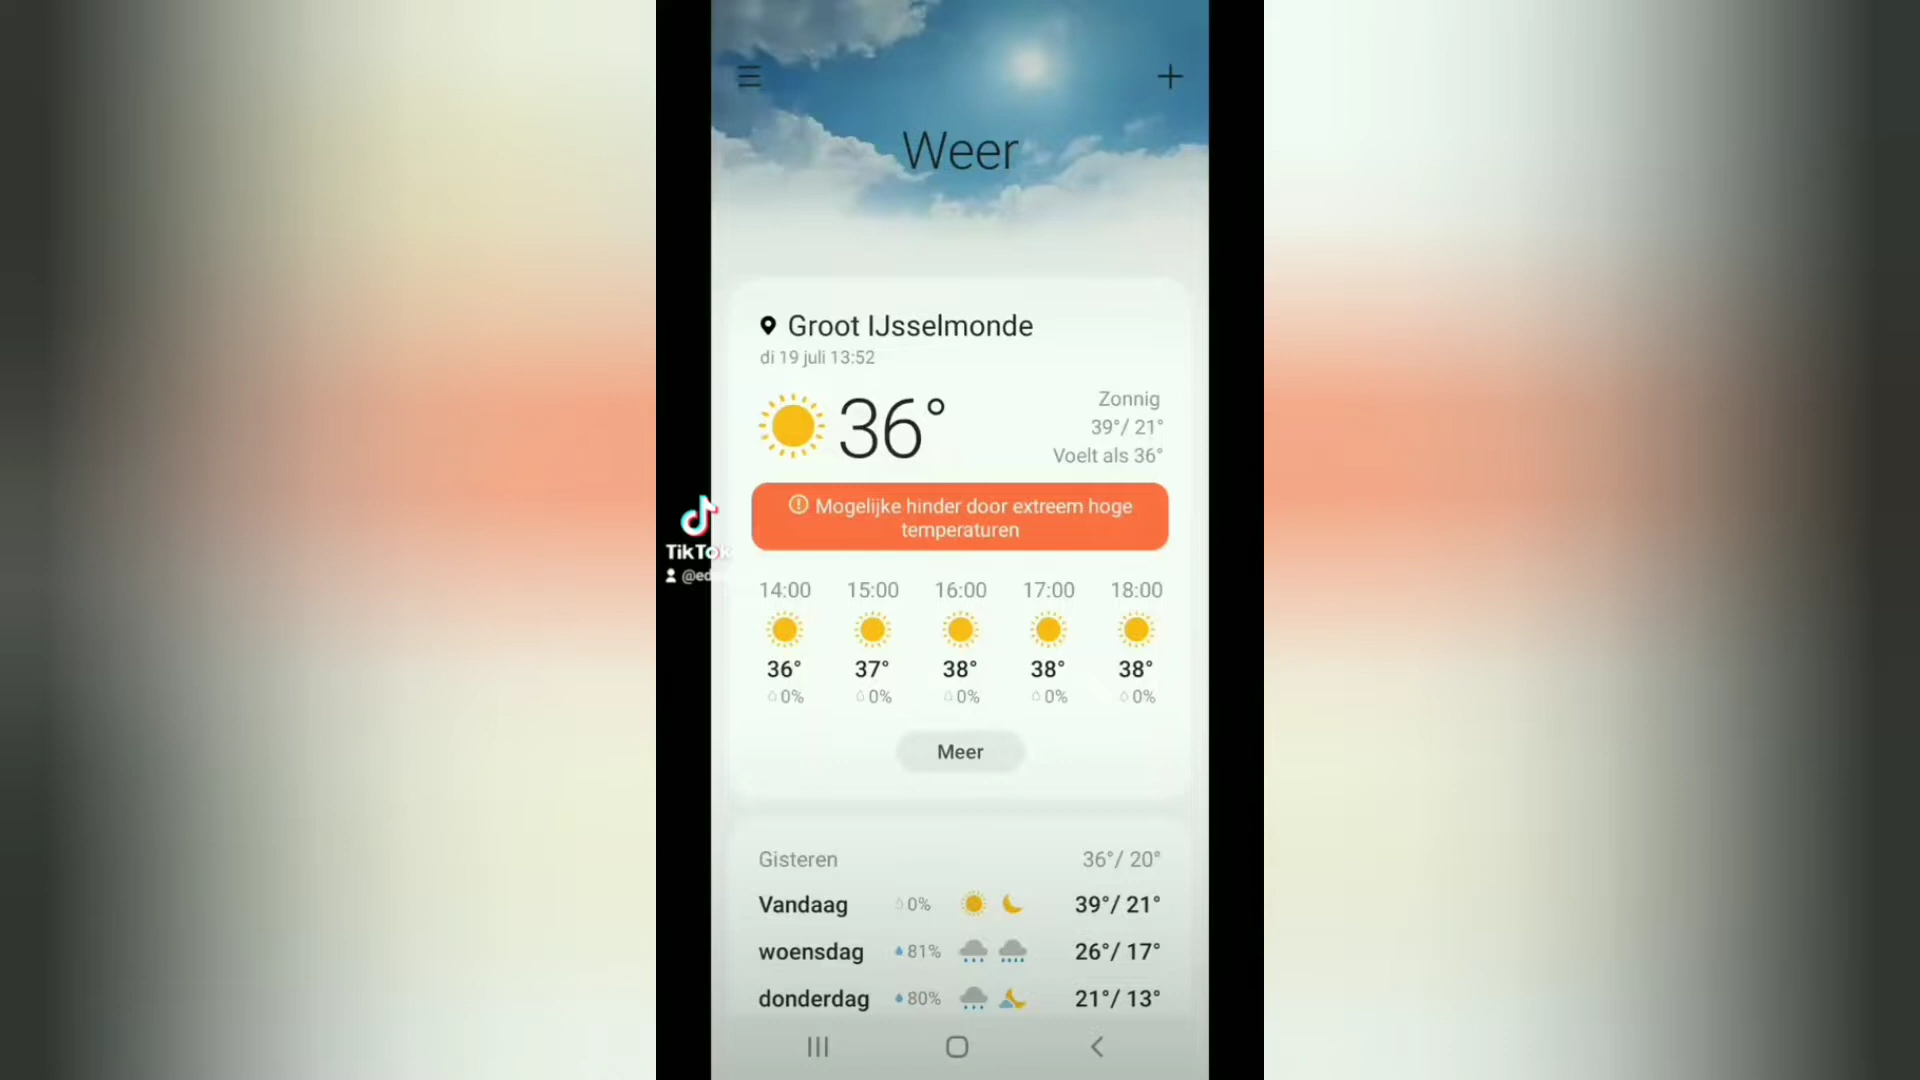 Weer
Groot IJsselmonde
di 19 juli 13:52
36°
Zonnig
39°/ 21°
Voelt als 36°
Mogelijke hinder door extreem hoge
temperaturen
TikTok
14:00 15:00 16:00 17:00 18:00
36° 37° 38° 38° 38°
0% 0% 0% 0% 0%
Meer
Gisteren 36°/ 20°
Vandaag 0% 39°/ 21°
woensdag 81% 26°/ 17°
donderdag 80% 21°/ 13°